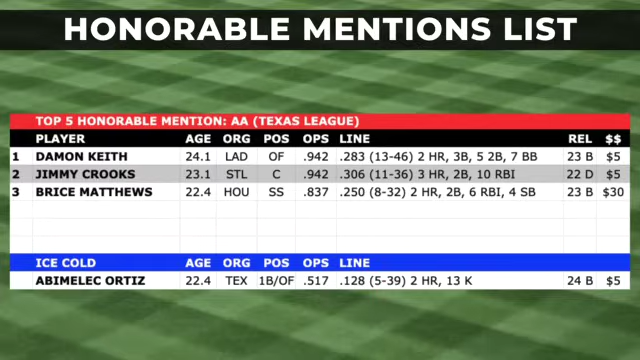 HONORABLE MENTIONS LIST
TOP 5 HONORABLE MENTION: AA (TEXAS LEAGUE)
PLAYER AGE ORG POS OPS LINE REL $$
1 DAMON KEITH 24.1 LAD OF .942 .283 (13-46) 2 HR, 3B, 5 2B, 7 BB 23 B $5
2 JIMMY CROOKS 23.1 STL C .942 .306 (11-36) 3 HR, 2B, 10 RBI 22 D $5
3 BRICE MATTHEWS 22.4 HOU SS .837 .250 (8-32) 2 HR, 2B, 6 RBI, 4 SB 23 B $30
ICE COLD AGE ORG POS OPS LINE
ABIMELEC ORTIZ 22.4 TEX 1B/OF .517 .128 (5-39) 2 HR, 13 K 24 B $5